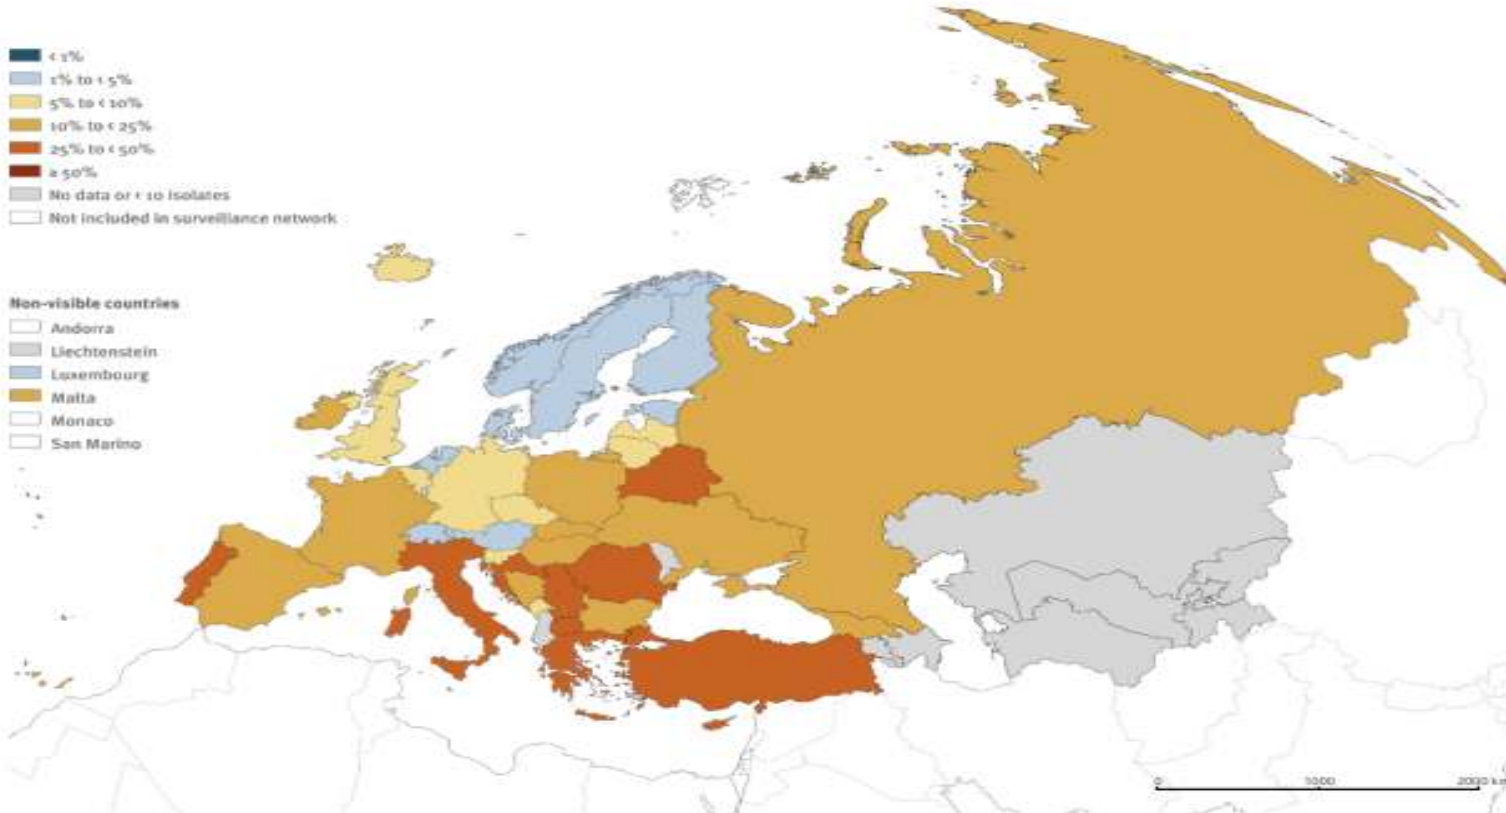 < 1%
1% to < 5%
5% to < 10%
10% to < 25%
25% to < 50%
≥ 50%
No data or < 10 isolates
Not included in surveillance network
Non-visible countries
Andorra
Liechtenstein
Luxembourg
Malta
Monaco
San Marino
0 1000 2000 k